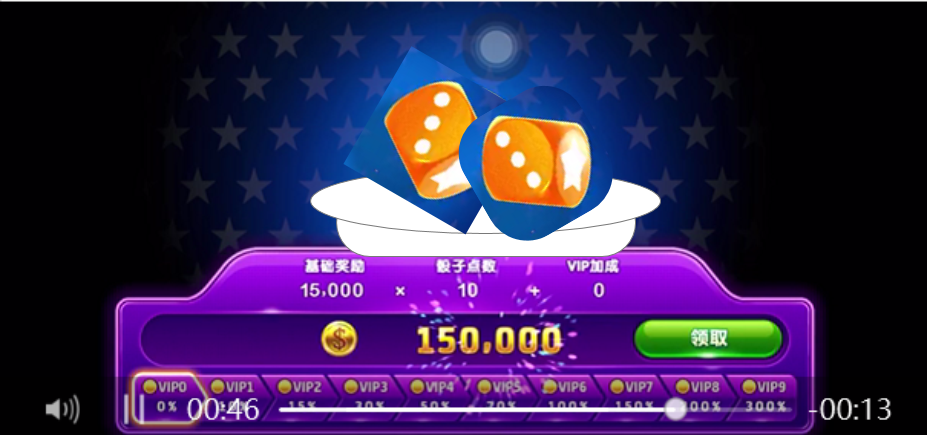 基础奖励 骰子点数 VIP加成
15,000 × 10 + 0
150,000 领取
VIP0 VIP1 VIP2 VIP3 VIP4 VIP5 VIP6 VIP7 VIP8 VIP9
0% 15% 30% 50% 70% 100% 150% 300%
00:46 -00:13